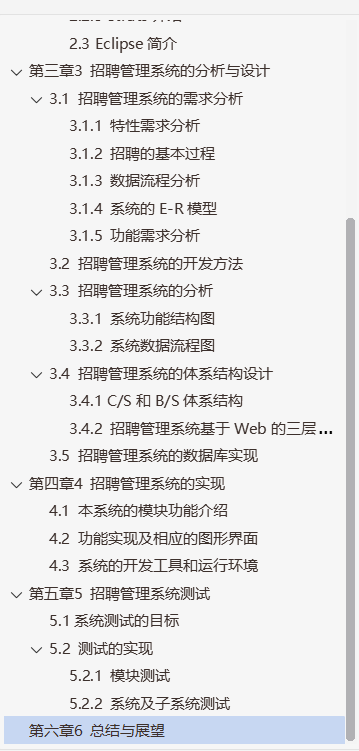 2.3 Eclipse 简介
第三章3 招聘管理系统的分析与设计
3.1 招聘管理系统的需求分析
3.1.1 特性需求分析
3.1.2 招聘的基本过程
3.1.3 数据流程分析
3.1.4 系统的 E-R 模型
3.1.5 功能需求分析
3.2 招聘管理系统的开发方法
3.3 招聘管理系统的分析
3.3.1 系统功能结构图
3.3.2 系统数据流程图
3.4 招聘管理系统的体系结构设计
3.4.1 C/S 和 B/S 体系结构
3.4.2 招聘管理系统基于 Web 的三层...
3.5 招聘管理系统的数据库实现
第四章4 招聘管理系统的实现
4.1 本系统的模块功能介绍
4.2 功能实现及相应的图形界面
4.3 系统的开发工具和运行环境
第五章5 招聘管理系统测试
5.1 系统测试的目标
5.2 测试的实现
5.2.1 模块测试
5.2.2 系统及子系统测试
第六章6 总结与展望